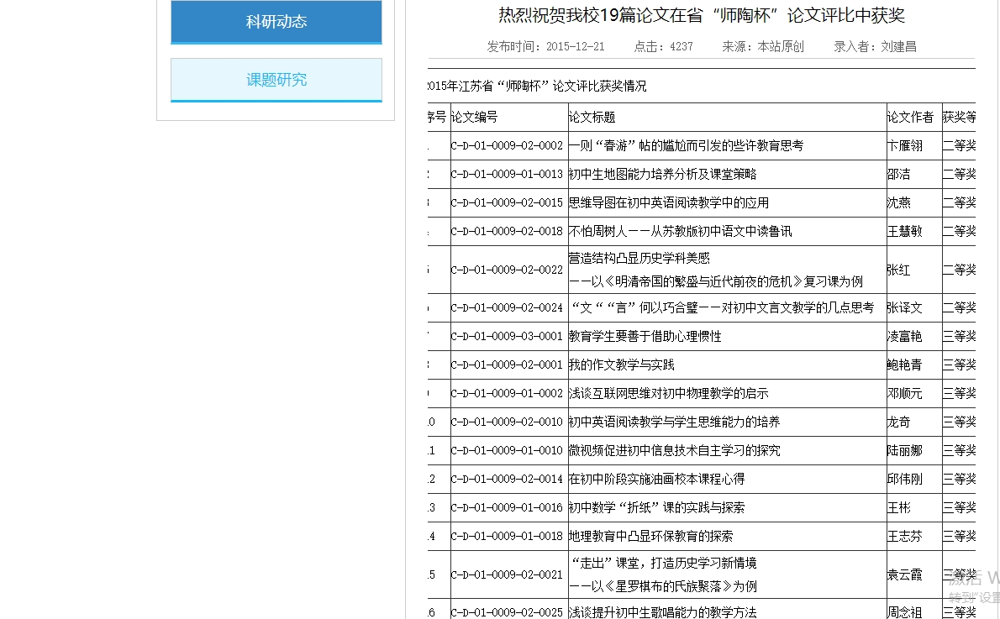 科研动态
课题研究
热烈祝贺我校19篇论文在省“师陶杯”论文评比中获奖
发布时间：2015-12-21 点击：4237 来源：本站原创 录入者：刘建昌
2015年江苏省“师陶杯”论文评比获奖情况
序号 论文编号 论文标题 论文作者 获奖等
C-D-01-0009-02-0002 一则“春游”帖的尴尬而引发的些许教育思考 卞雁翎 二等奖
C-D-01-0009-01-0013 初中生地图能力培养分析及课堂策略 邵洁 二等奖
C-D-01-0009-02-0015 思维导图在初中英语阅读教学中的应用 沈燕 二等奖
C-D-01-0009-02-0018 不怕周树人——从苏教版初中语文中读鲁讯 王慧敏 二等奖
营造结构凸显历史学科美感
C-D-01-0009-02-0022 ——以《明清帝国的繁盛与近代前夜的危机》复习课为例 张红 二等奖
C-D-01-0009-02-0024 “文““言”何以巧合璧——对初中文言文教学的几点思考 张译文 二等奖
C-D-01-0009-03-0001 教育学生要善于借助心理惯性 凌富艳 三等奖
C-D-01-0009-02-0001 我的作文教学与实践 鲍艳青 三等奖
C-D-01-0009-01-0002 浅谈互联网思维对初中物理教学的启示 邓顺元 三等奖
10 C-D-01-0009-02-0010 初中英语阅读教学与学生思维能力的培养 龙奇 三等奖
11 C-D-01-0009-01-0010 微视频促进初中信息技术自主学习的探究 陆丽娜 三等奖
12 C-D-01-0009-02-0014 在初中阶段实施油画校本课程心得 邱伟刚 三等奖
13 C-D-01-0009-01-0016 初中数学“折纸”课的实践与探索 王彬 三等奖
14 C-D-01-0009-01-0018 地理教育中凸显环保教育的探索 王志芬 三等奖
“走出”课堂，打造历史学习新情境
15 C-D-01-0009-02-0021 ——以《星罗棋布的氏族聚落》为例 袁云霞 三等奖
16 C-D-01-0009-02-0025 浅谈提升初中生歌唱能力的教学方法 周念祖 三等奖
激活 W
转到"设置